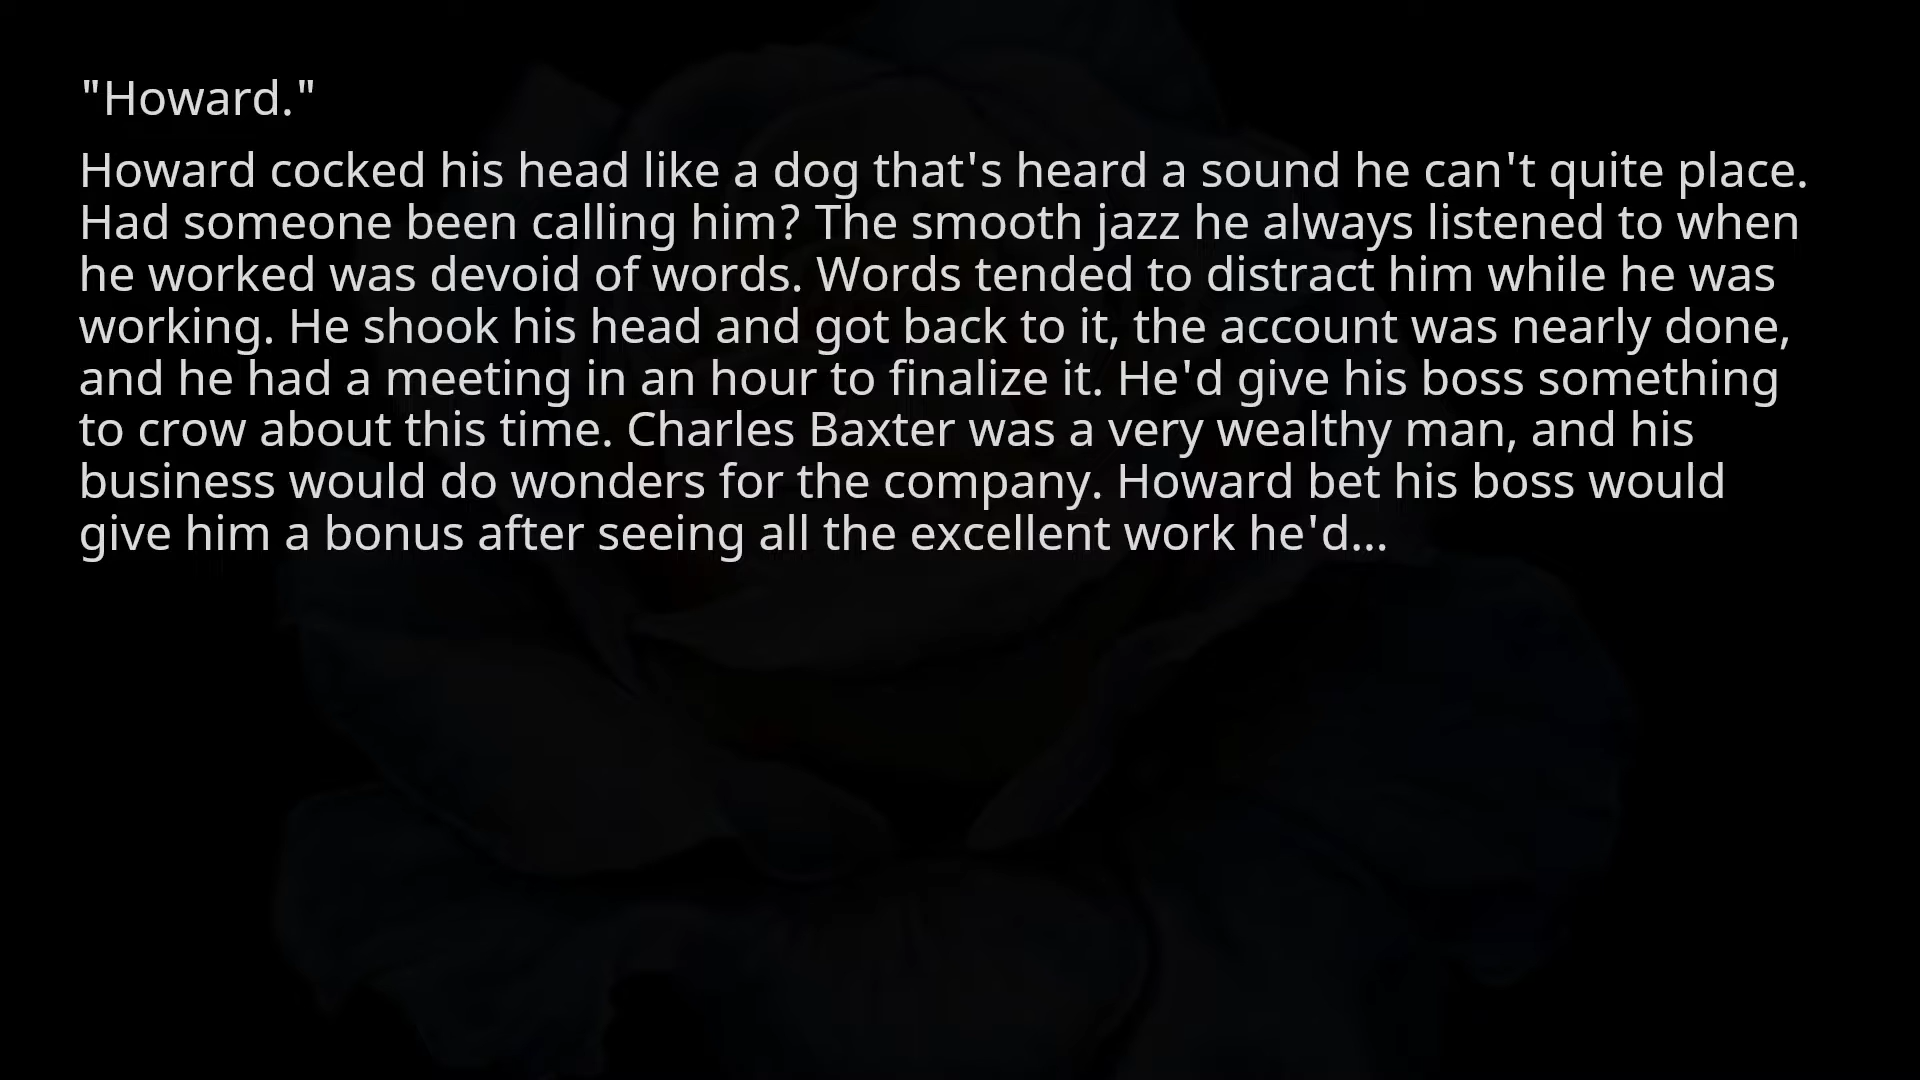 "Howard."
Howard cocked his head like a dog that's heard a sound he can't quite place.
Had someone been calling him? The smooth jazz he always listened to when
he worked was devoid of words. Words tended to distract him while he was
working. He shook his head and got back to it, the account was nearly done,
and he had a meeting in an hour to finalize it. He'd give his boss something
to crow about this time. Charles Baxter was a very wealthy man, and his
business would do wonders for the company. Howard bet his boss would
give him a bonus after seeing all the excellent work he'd...